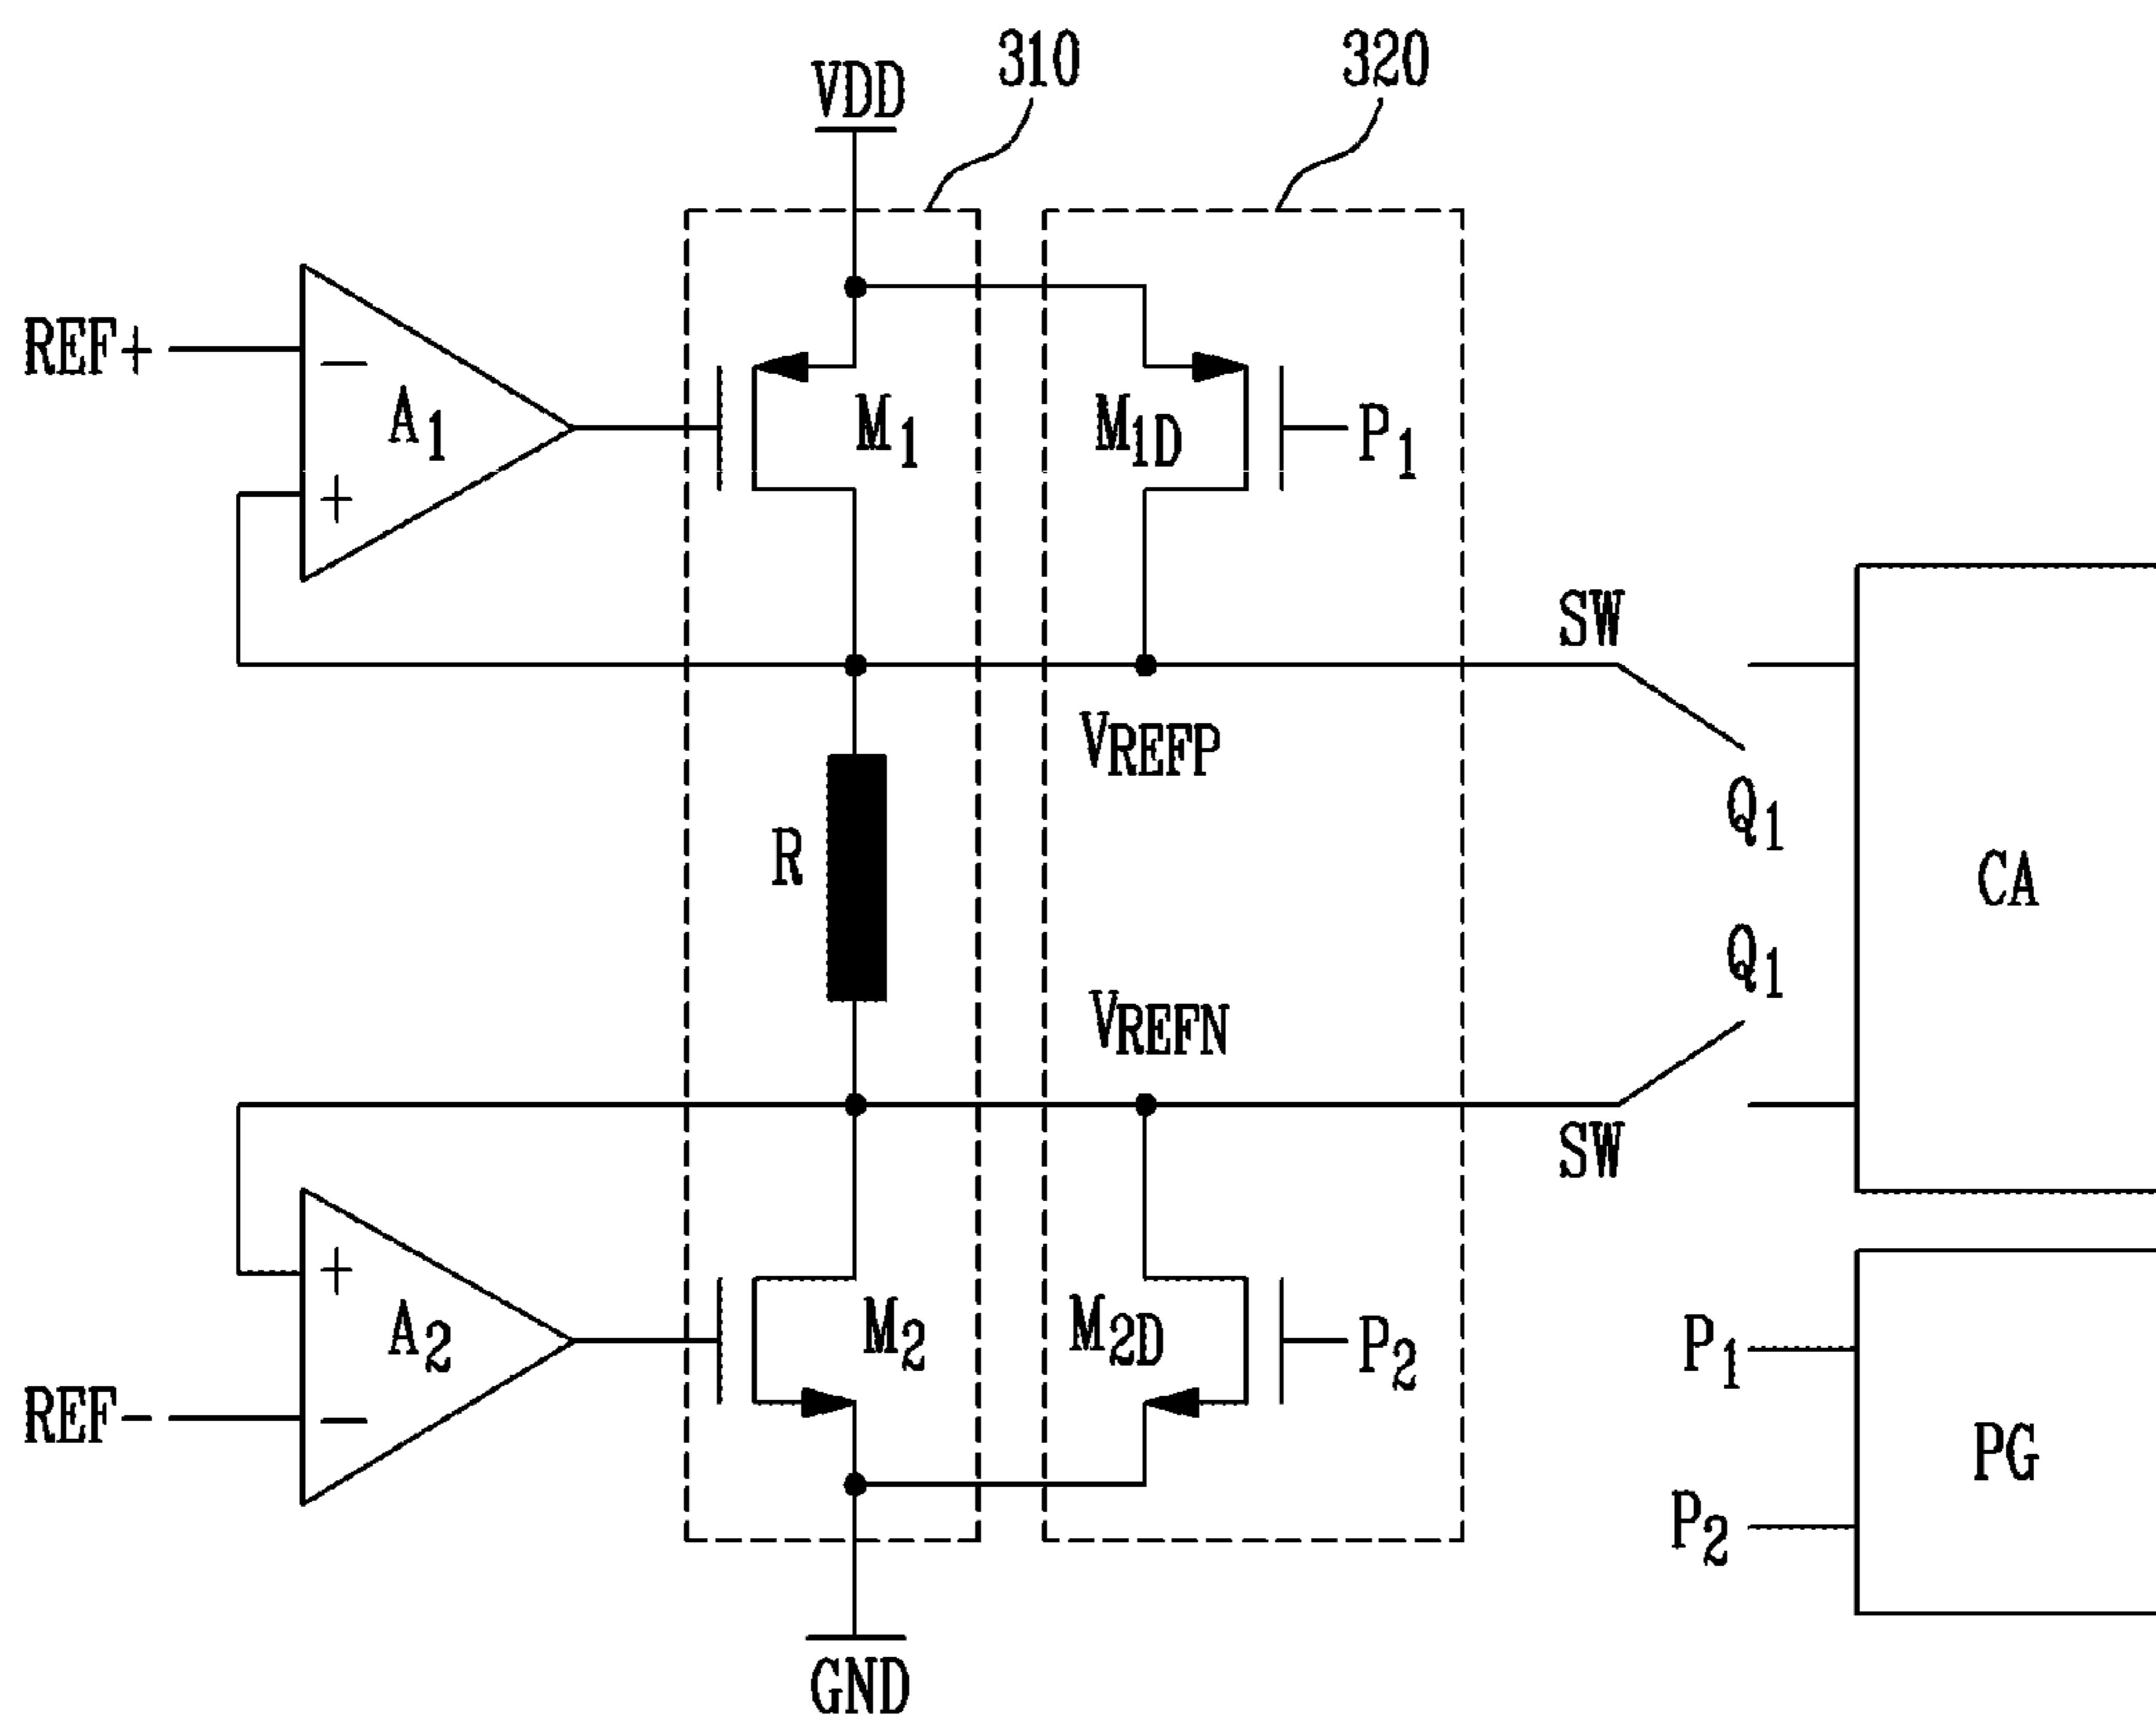 310
320
VDD
REF+
−
A1
+
M1
M1D
P1
SW
VREFP
Q1
R
CA
Q1
VREFN
SW
+
A2
M2
M2D
P2
P1
REF−
−
PG
P2
GND